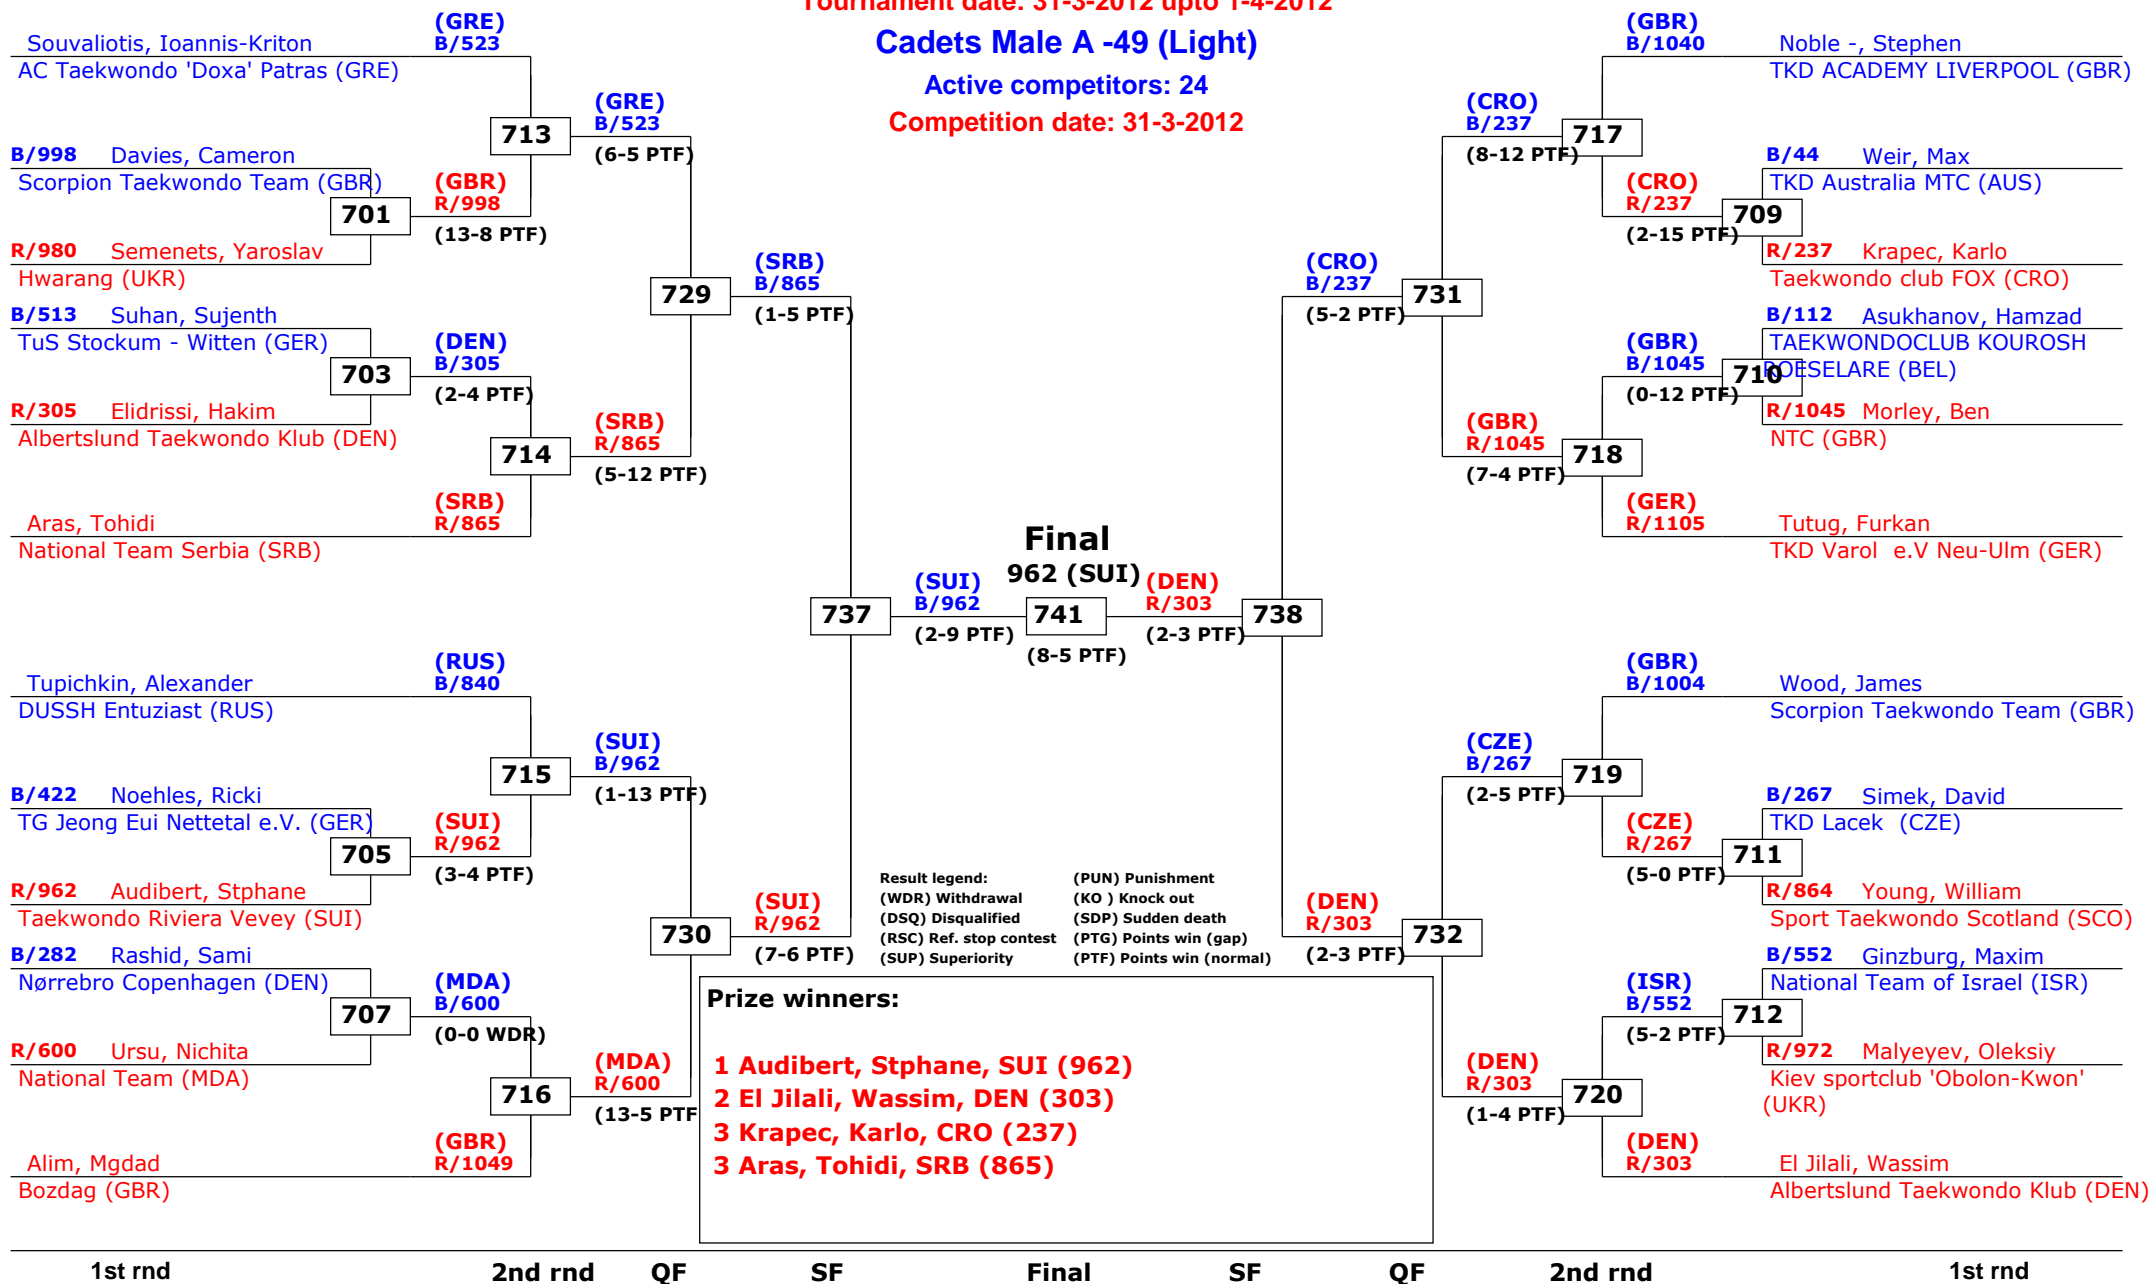 Tournament date: 31-3-2012 upto 1-4-2012
Cadets Male A -49 (Light)
Active competitors: 24
Competition date: 31-3-2012
Souvaliotis, Ioannis-Kriton
AC Taekwondo 'Doxa' Patras (GRE)
(GRE)
B/523
B/998 Davies, Cameron
Scorpion Taekwondo Team (GBR)
701
R/980 Semenets, Yaroslav
Hwarang (UKR)
(GBR)
R/998
(13-8 PTF)
713
(GRE)
B/523
(6-5 PTF)
B/513 Suhan, Sujenth
TuS Stockum - Witten (GER)
703
R/305 Elidrissi, Hakim
Albertslund Taekwondo Klub (DEN)
(DEN)
B/305
(2-4 PTF)
714
Aras, Tohidi
National Team Serbia (SRB)
(SRB)
R/865
(SRB)
R/865
(5-12 PTF)
729
(SRB)
B/865
(1-5 PTF)
Tupichkin, Alexander
DUSSH Entuziast (RUS)
(RUS)
B/840
B/422 Noehles, Ricki
TG Jeong Eui Nettetal e.V. (GER)
705
R/962 Audibert, Stphane
Taekwondo Riviera Vevey (SUI)
(SUI)
R/962
(3-4 PTF)
715
(SUI)
B/962
(1-13 PTF)
B/282 Rashid, Sami
Nørrebro Copenhagen (DEN)
707
R/600 Ursu, Nichita
National Team (MDA)
(MDA)
B/600
(0-0 WDR)
716
Alim, Mgdad
Bozdag (GBR)
(GBR)
R/1049
(MDA)
R/600
(13-5 PTF
730
(SUI)
R/962
(7-6 PTF)
737
(SUI)
B/962
(2-9 PTF)
Final
962 (SUI)
741
(8-5 PTF)
(DEN)
R/303
(2-3 PTF)
738
(CRO)
B/237
(5-2 PTF)
731
(CRO)
B/237
(8-12 PTF)
717
(GBR)
B/1040
Noble -, Stephen
TKD ACADEMY LIVERPOOL (GBR)
(CRO)
R/237
(2-15 PTF)
709
B/44 Weir, Max
TKD Australia MTC (AUS)
R/237 Krapec, Karlo
Taekwondo club FOX (CRO)
(GBR)
R/1045
(7-4 PTF)
718
(GBR)
B/1045
(0-12 PTF)
710
B/112 Asukhanov, Hamzad
TAEKWONDOCLUB KOUROSH
ROESELARE (BEL)
R/1045 Morley, Ben
NTC (GBR)
(GER)
R/1105
Tutug, Furkan
TKD Varol e.V Neu-Ulm (GER)
(DEN)
R/303
(2-3 PTF)
732
(CZE)
B/267
(2-5 PTF)
719
(GBR)
B/1004
Wood, James
Scorpion Taekwondo Team (GBR)
(CZE)
R/267
(5-0 PTF)
711
B/267 Simek, David
TKD Lacek (CZE)
R/864 Young, William
Sport Taekwondo Scotland (SCO)
(DEN)
R/303
(1-4 PTF)
720
(ISR)
B/552
(5-2 PTF)
712
B/552 Ginzburg, Maxim
National Team of Israel (ISR)
R/972 Malyeyev, Oleksiy
Kiev sportclub 'Obolon-Kwon'
(UKR)
(DEN)
R/303
El Jilali, Wassim
Albertslund Taekwondo Klub (DEN)
Result legend:
(WDR) Withdrawal
(DSQ) Disqualified
(RSC) Ref. stop contest
(SUP) Superiority
(PUN) Punishment
(KO ) Knock out
(SDP) Sudden death
(PTG) Points win (gap)
(PTF) Points win (normal)
Prize winners:
1 Audibert, Stphane, SUI (962)
2 El Jilali, Wassim, DEN (303)
3 Krapec, Karlo, CRO (237)
3 Aras, Tohidi, SRB (865)
1st rnd 2nd rnd QF SF Final SF QF 2nd rnd 1st rnd